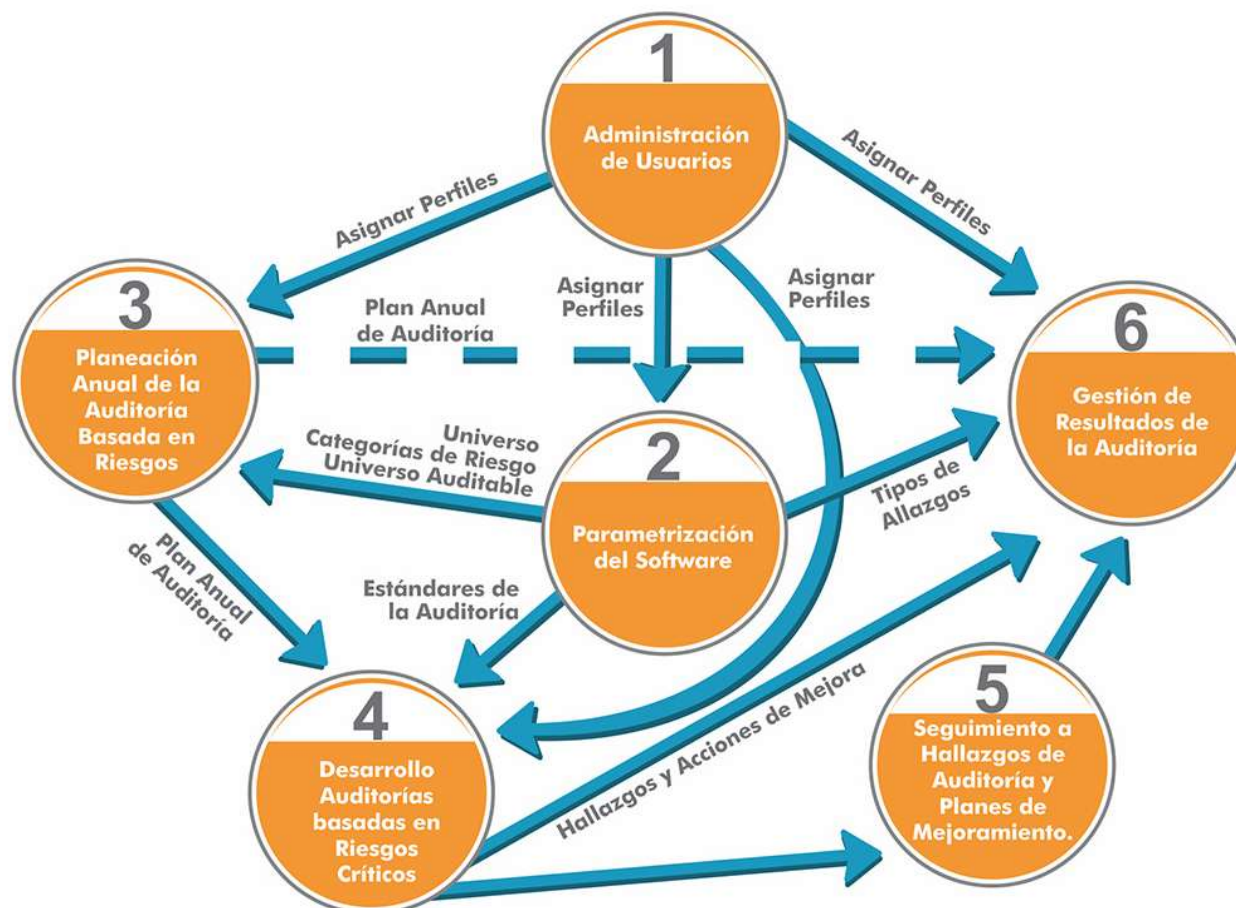 1
Administración
de Usuarios
Asignar Perfiles
Asignar Perfiles
Asignar
Perfiles
Asignar
Perfiles
3
Planeación
Anual de la
Auditoría
Basada en
Riesgos
Plan Anual
de Auditoría
6
Gestión de
Resultados de
la Auditoría
Universo
Categorías de Riesgo
Universo Auditable
2
Parametrización
del Software
Tipos de
Allazgos
Plan Anual
de Auditoría
Estándares de
la Auditoría
4
Desarrollo
Auditorías
basadas en
Riesgos
Críticos
Hallazgos y Acciones de Mejora
5
Seguimiento a
Hallazgos de
Auditoría y
Planes de
Mejoramiento.